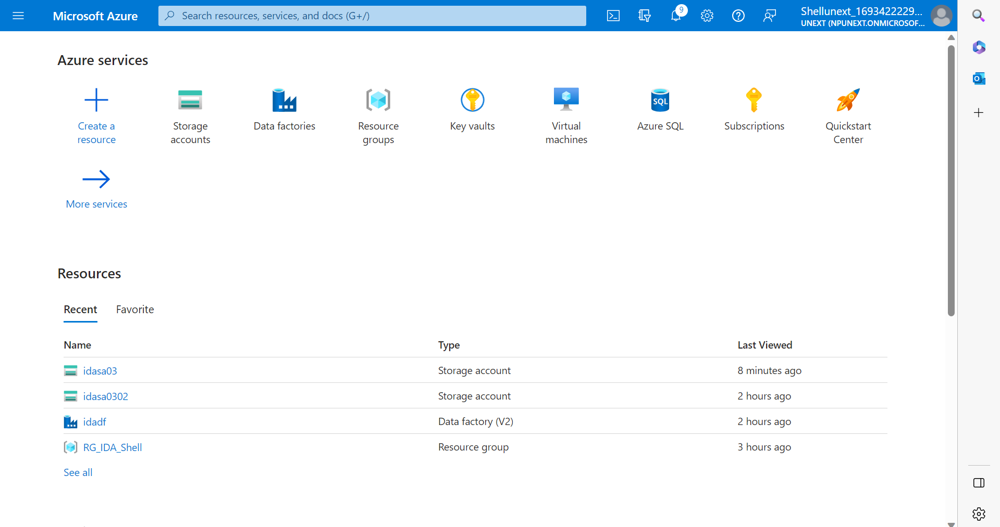 Microsoft Azure
Search resources, services, and docs (G+/)
9
Shellunext_1693422229...
UNEXT (NPUNEXT.ONMICROSOF...
Azure services
Create a
resource
Storage
accounts
Data factories
Resource
groups
Key vaults
Virtual
machines
SQL
Azure SQL
Subscriptions
Quickstart
Center
More services
Resources
Recent
Favorite
Name
Type
Last Viewed
idasa03
Storage account
8 minutes ago
idasa0302
Storage account
2 hours ago
idadf
Data factory (V2)
2 hours ago
RG_IDA_Shell
Resource group
3 hours ago
See all